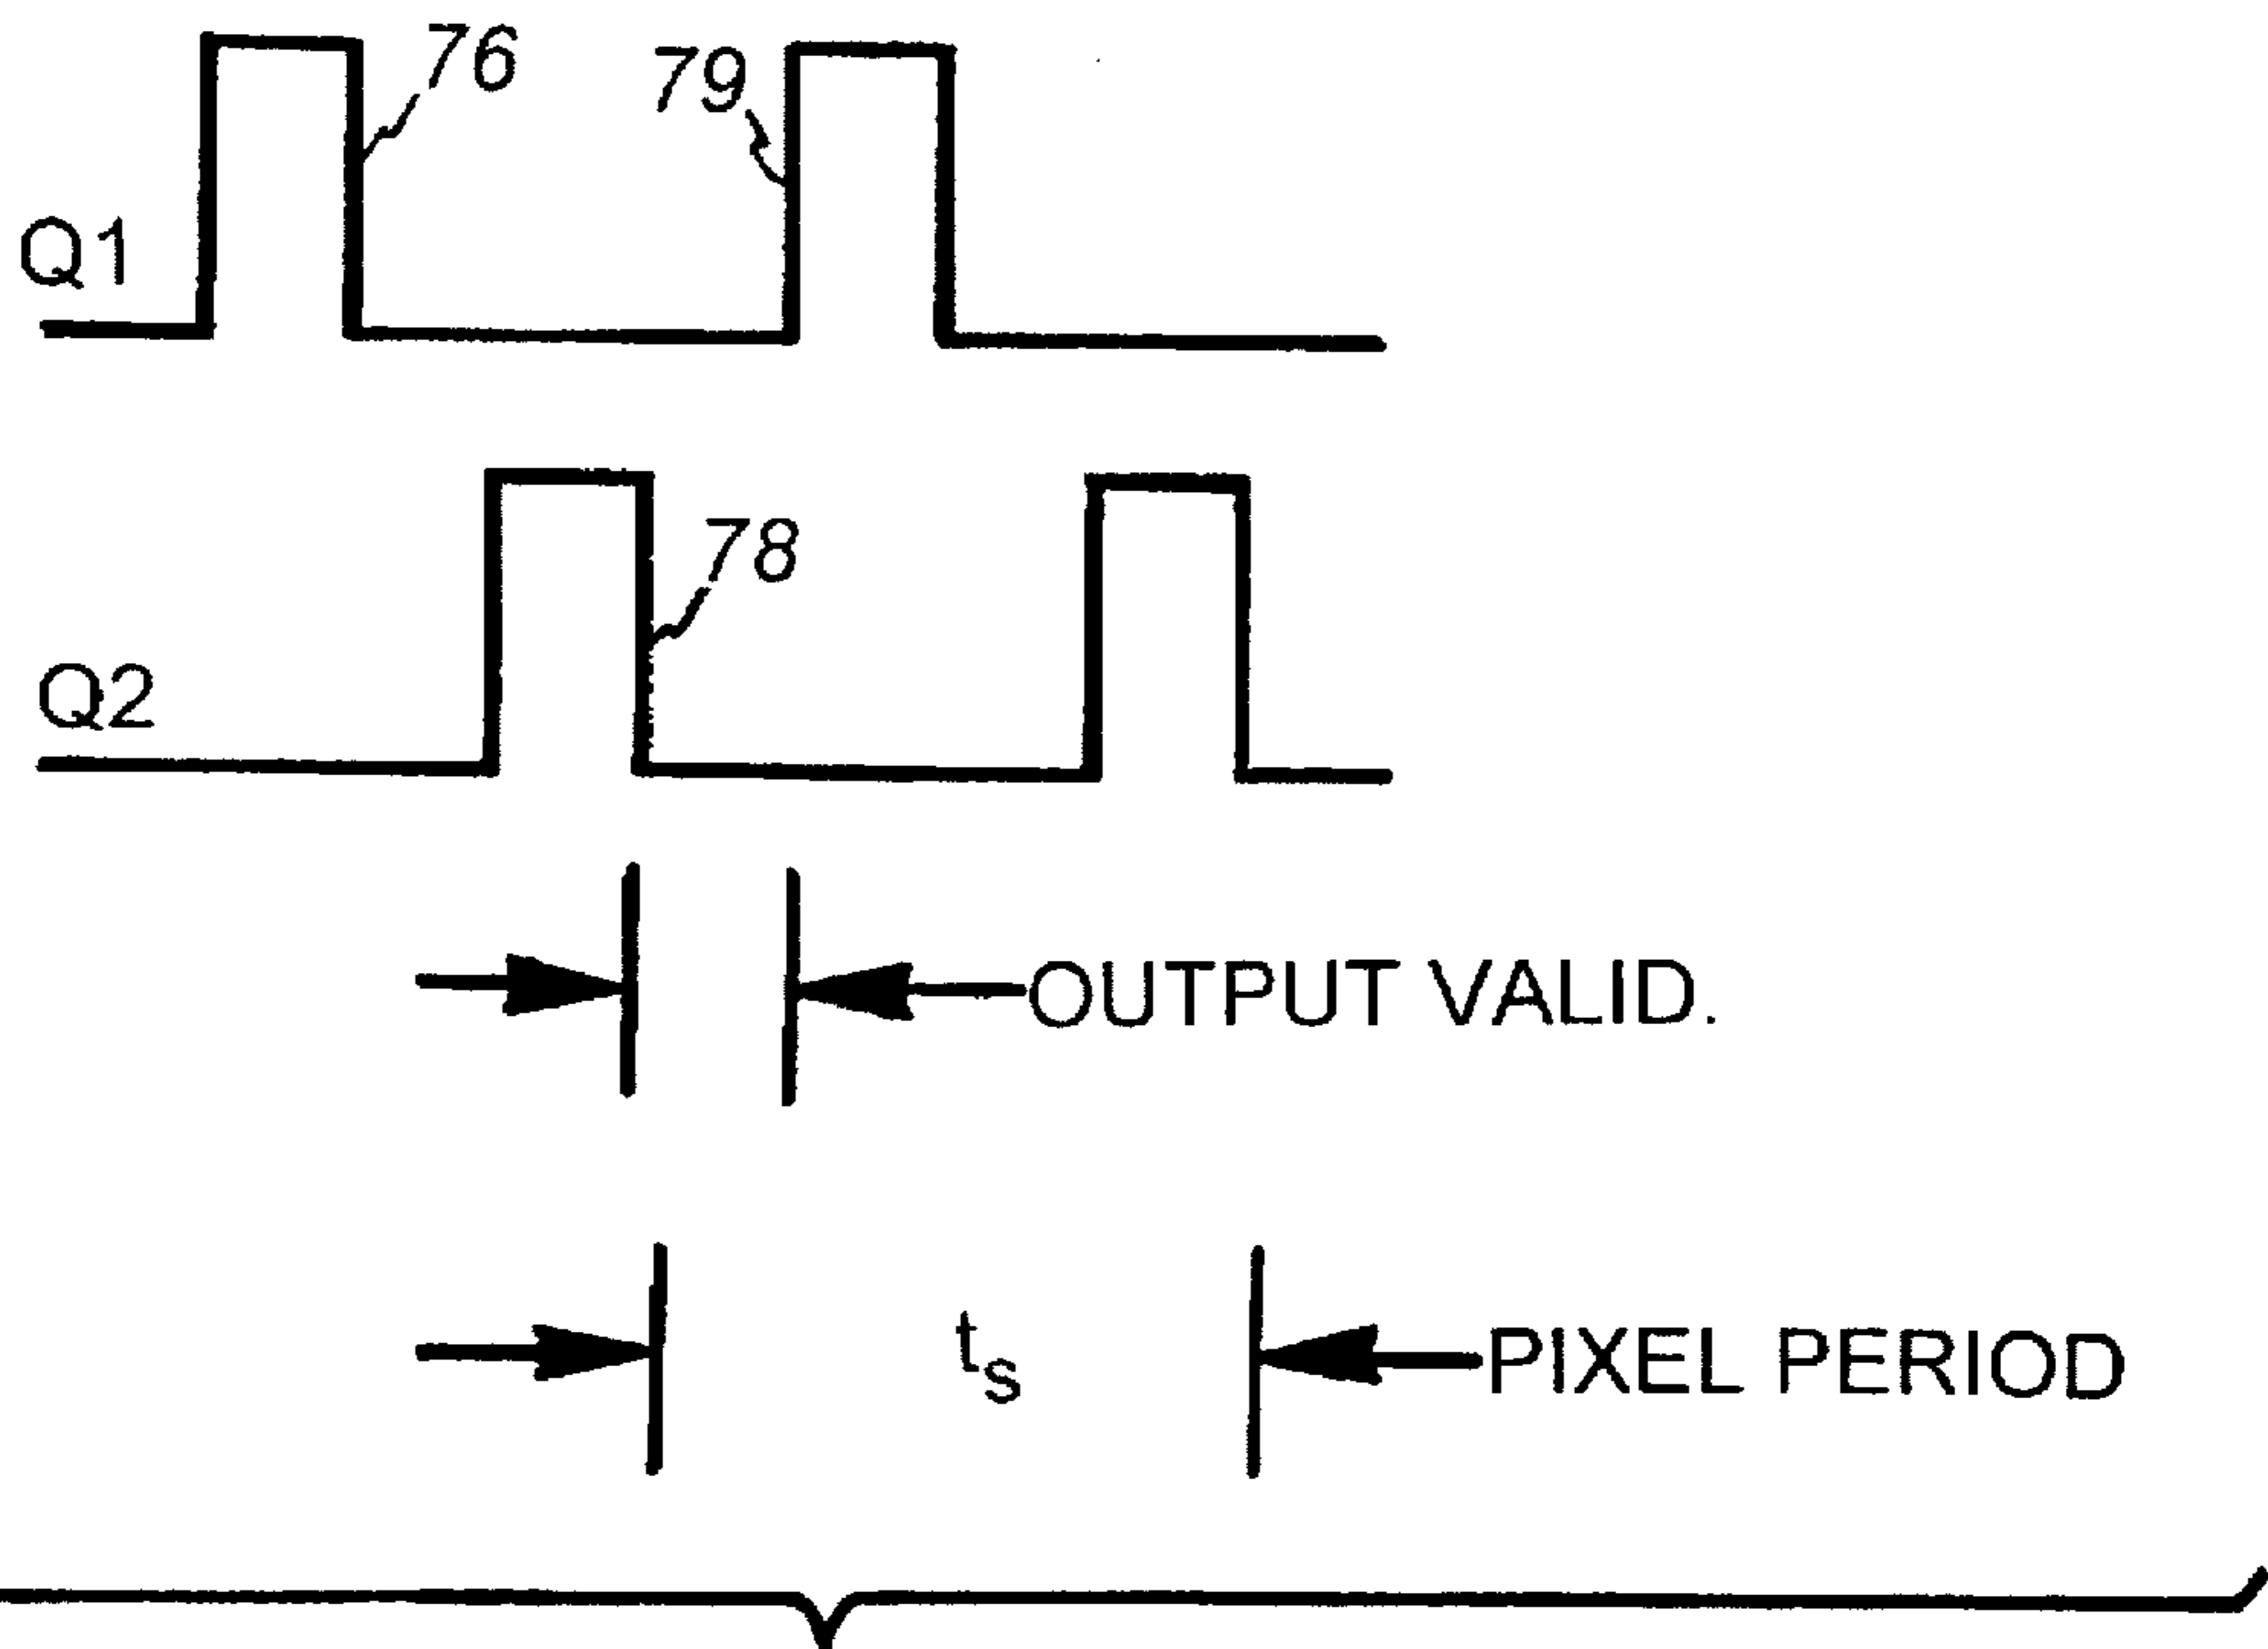 76
79
Q1
78
Q2
OUTPUT VALID.
ts
PIXEL PERIOD